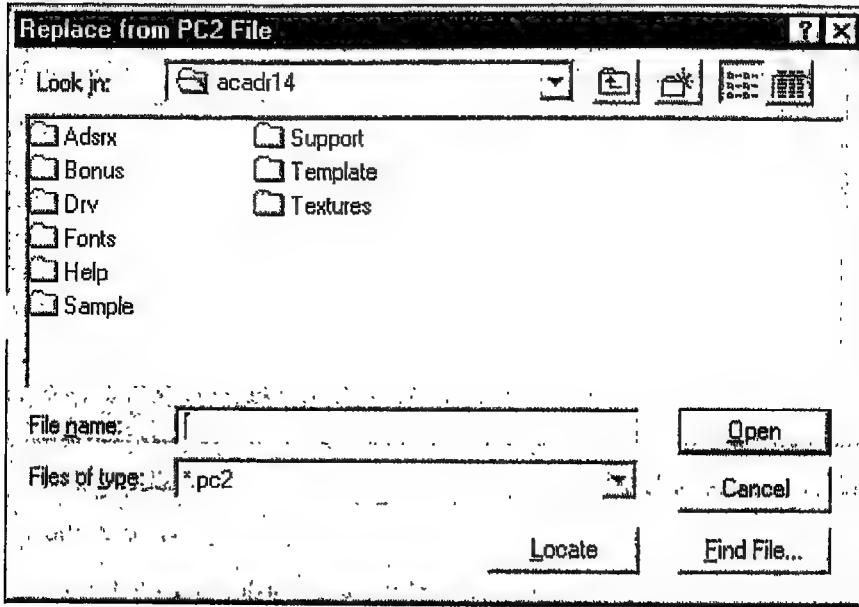 Replace from PC2 File
Look in: acadr14
Adsrx
Bonus
Drv
Fonts
Help
Sample
Support
Template
Textures
File name:
Open
Files of type: *.pc2
Cancel
Locate
Find File...